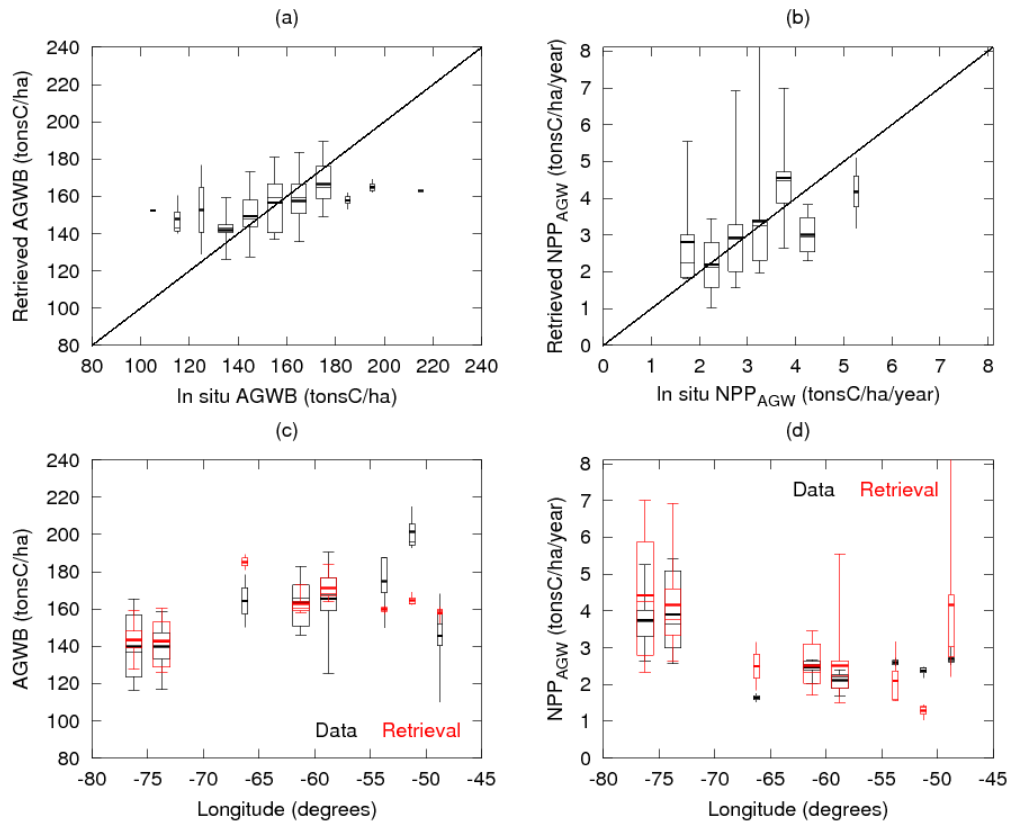 (a)
240
220
200
180
160
140
120
100
80
Retrieved AGWB (tonsC/ha)
80 100 120 140 160 180 200 220 240
In situ AGWB (tonsC/ha)
(b)
8
7
6
5
4
3
2
1
0
Retrieved NPP_AGW (tonsC/ha/year)
0 1 2 3 4 5 6 7 8
In situ NPP_AGW (tonsC/ha/year)
(c)
240
220
200
180
160
140
120
100
80
AGWB (tonsC/ha)
Data Retrieval
-80 -75 -70 -65 -60 -55 -50 -45
Longitude (degrees)
(d)
8
7
6
5
4
3
2
1
0
NPP_AGW (tonsC/ha/year)
Data Retrieval
-80 -75 -70 -65 -60 -55 -50 -45
Longitude (degrees)